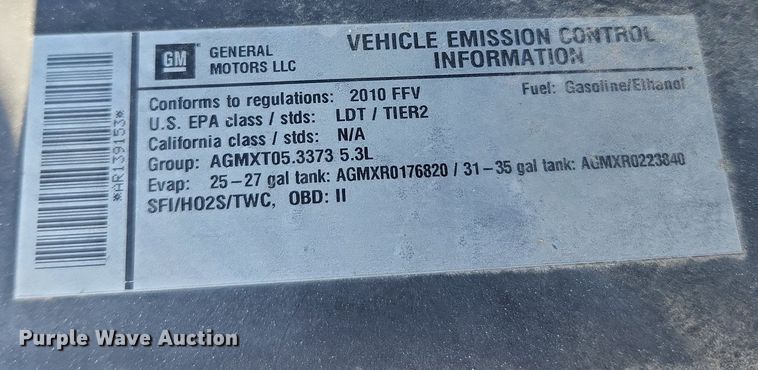 GM
GENERAL
MOTORS LLC
VEHICLE EMISSION CONTROL
INFORMATION
Conforms to regulations: 2010 FFV
Fuel: Gasoline/Ethanol
U.S. EPA class / stds: LDT / TIER2
California class / stds: N/A
Group: AGMXT05.3373 5.3L
Evap: 25-27 gal tank: AGMXR0176820 / 31-35 gal tank: AGMXR0223840
SFI/HO2S/TWC, OBD: II
*AR139153*
Purple Wave Auction